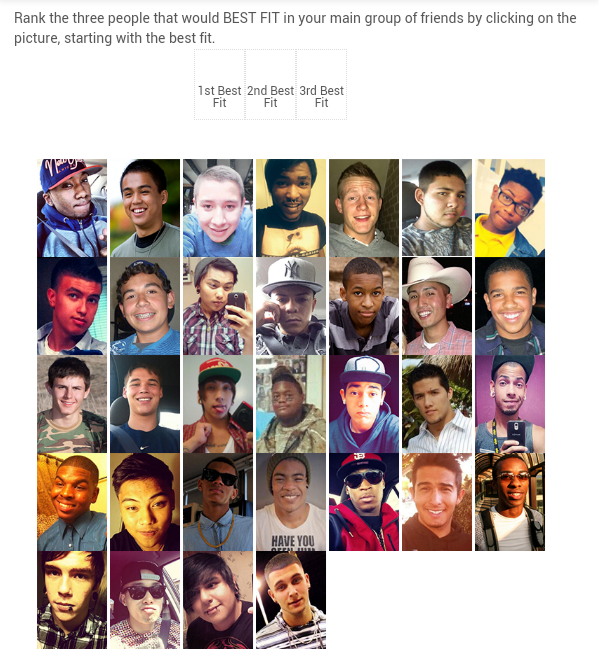 Rank the three people that would BEST FIT in your main group of friends by clicking on the
picture, starting with the best fit.
1st Best
Fit
2nd Best
Fit
3rd Best
Fit
HAVE YOU